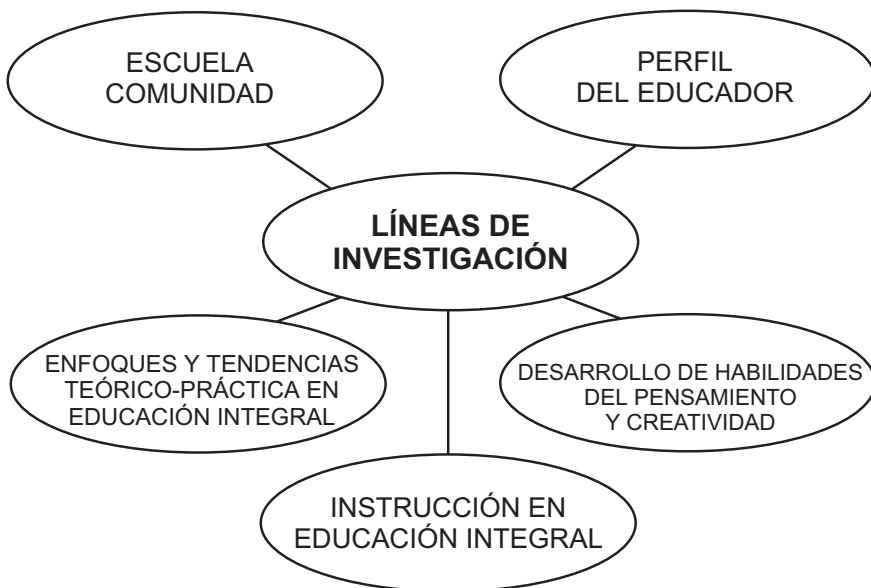 ESCUELA
COMUNIDAD
PERFIL
DEL EDUCADOR
LÍNEAS DE
INVESTIGACIÓN
ENFOQUES Y TENDENCIAS
TEÓRICO-PRÁCTICA EN
EDUCACIÓN INTEGRAL
DESARROLLO DE HABILIDADES
DEL PENSAMIENTO
Y CREATIVIDAD
INSTRUCCIÓN EN
EDUCACIÓN INTEGRAL